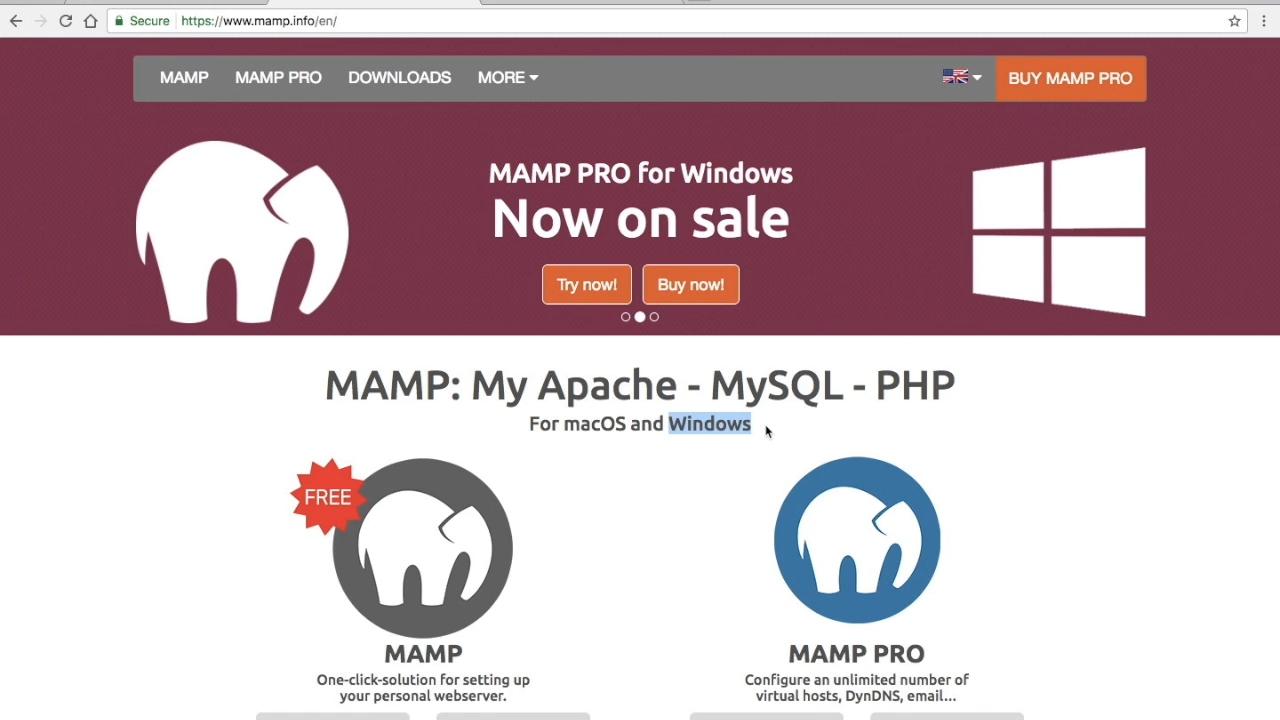 Secure https://www.mamp.info/en/
MAMP MAMP PRO DOWNLOADS MORE BUY MAMP PRO
MAMP PRO for Windows
Now on sale
Try now! Buy now!
MAMP: My Apache - MySQL - PHP
For macOS and Windows
FREE
MAMP MAMP PRO
One-click-solution for setting up
your personal webserver.
Configure an unlimited number of
virtual hosts, DynDNS, email...